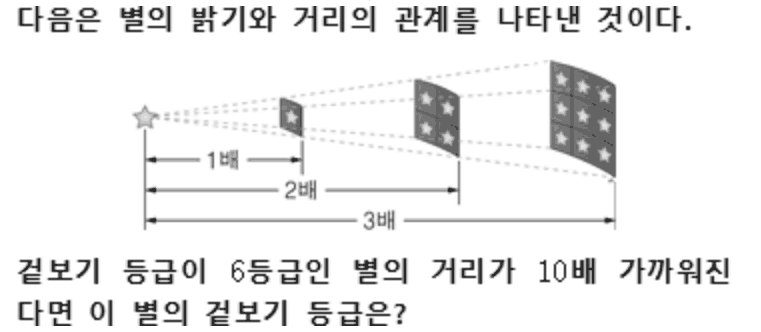 다음은 별의 밝기와 거리의 관계를 나타낸 것이다.
1배
2배
3배
겉보기 등급이 6등급인 별의 거리가 10배 가까워진
다면 이 별의 겉보기 등급은?